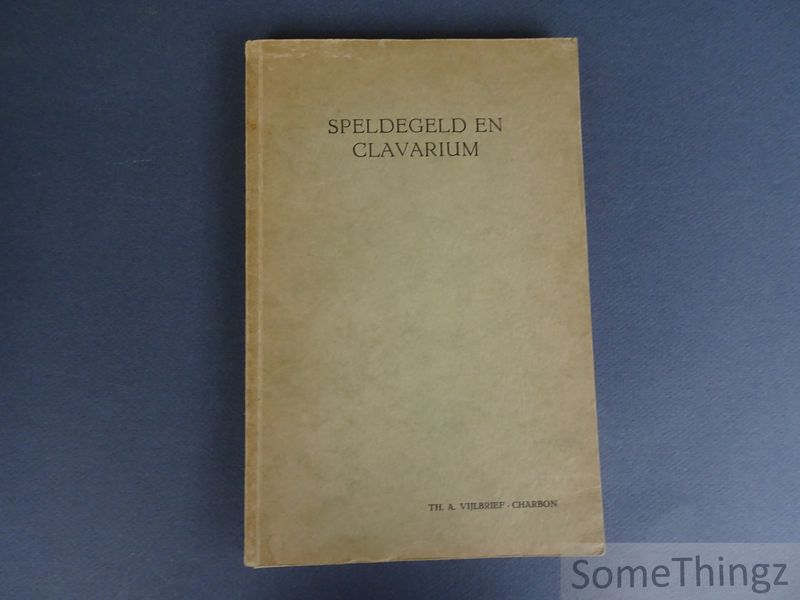 SPELDEGELD EN
CLAVARIUM
TH. A. VIJLBRIEF - CHARBON
SomeThingz